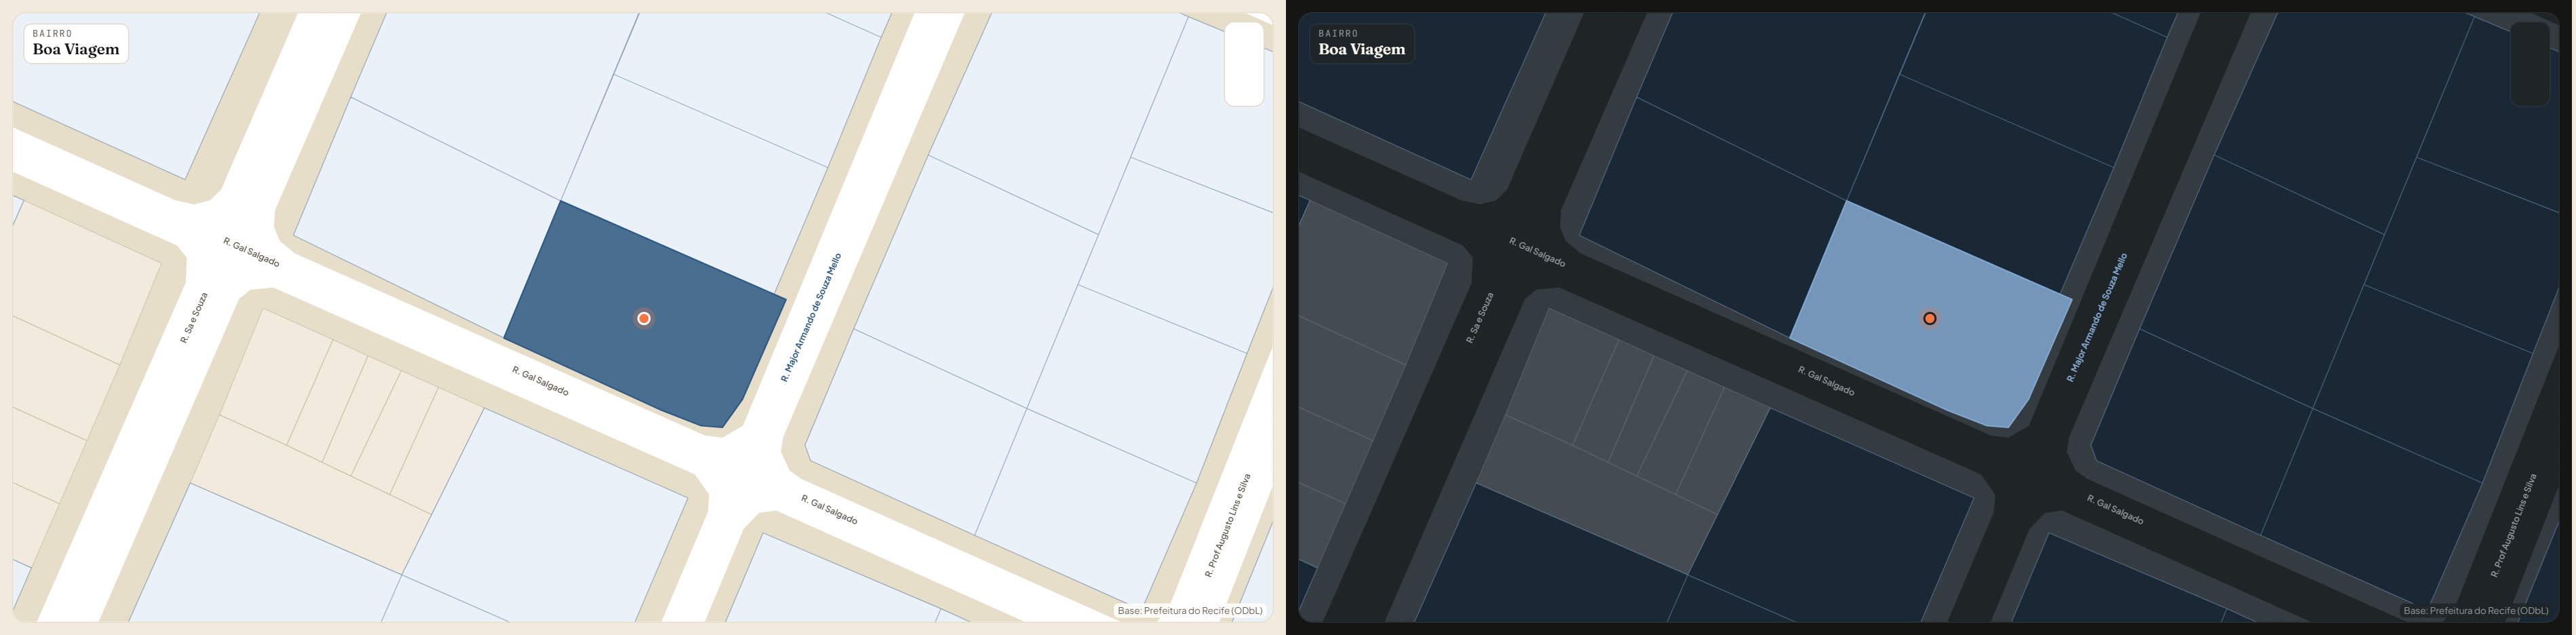 BAIRRO
Boa Viagem
R. Gal Salgado
R. Sa e Souza
R. Major Armando de Souza Mello
R. Gal Salgado
R. Gal Salgado
R. Prof Augusto Lins e Silva
Base: Prefeitura do Recife (ODbL)
BAIRRO
Boa Viagem
R. Gal Salgado
R. Sa e Souza
R. Major Armando de Souza Mello
R. Gal Salgado
R. Gal Salgado
R. Prof Augusto Lins e Silva
Base: Prefeitura do Recife (ODbL)